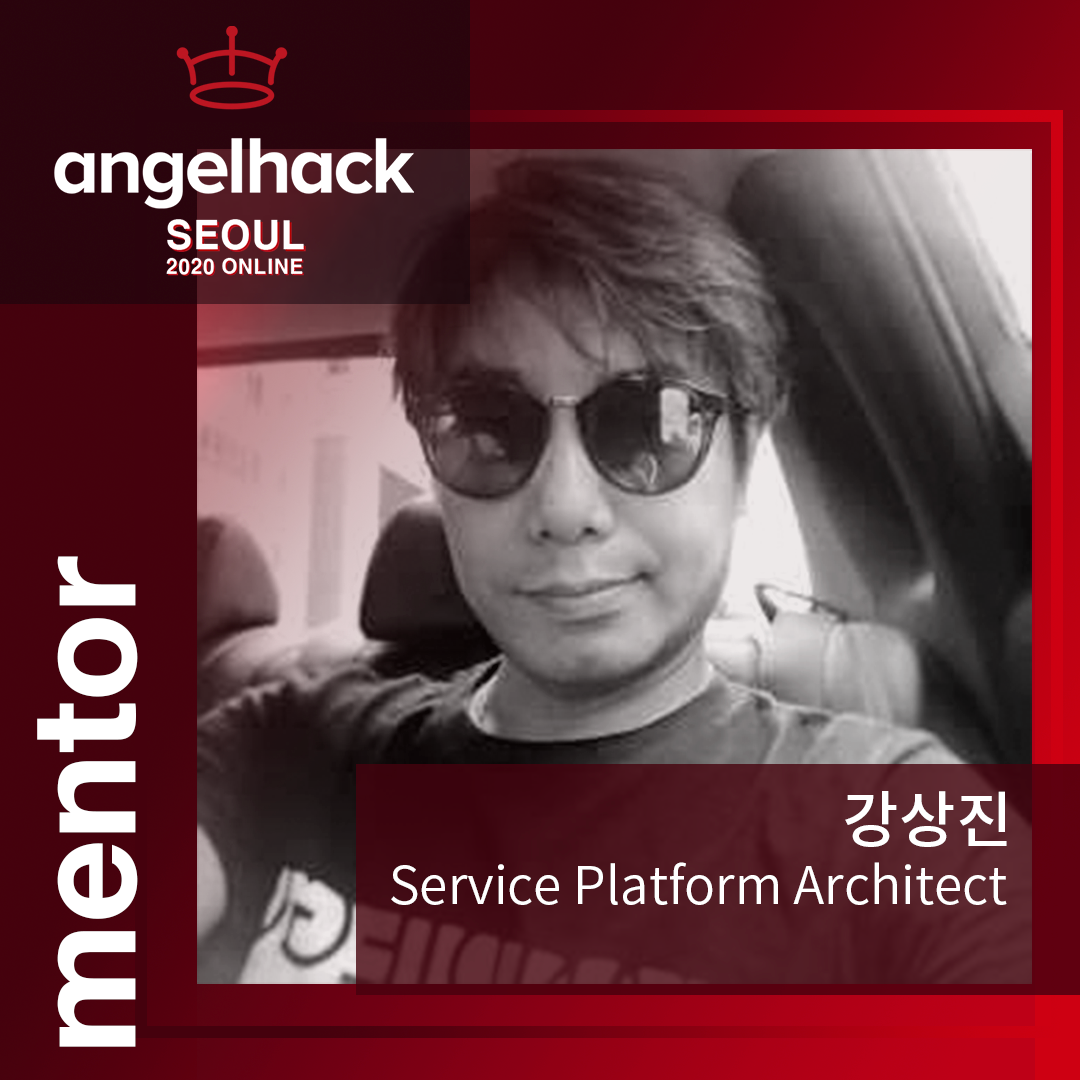 angelhack
SEOUL
2020 ONLINE
mentor
강상진
Service Platform Architect